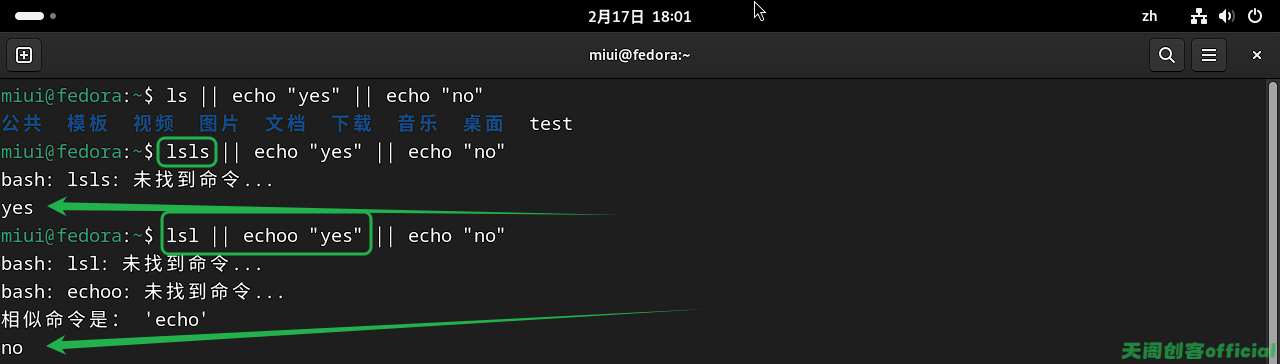 2月17日 18:01
zh
miui@fedora:~
miui@fedora:~$ ls || echo "yes" || echo "no"
公共 模板 视频 图片 文档 下载 音乐 桌面 test
miui@fedora:~$ lsls || echo "yes" || echo "no"
bash: lsls: 未找到命令...
yes
miui@fedora:~$ lsl || echoo "yes" || echo "no"
bash: lsl: 未找到命令...
bash: echoo: 未找到命令...
相似命令是： 'echo'
no
天阁创客official